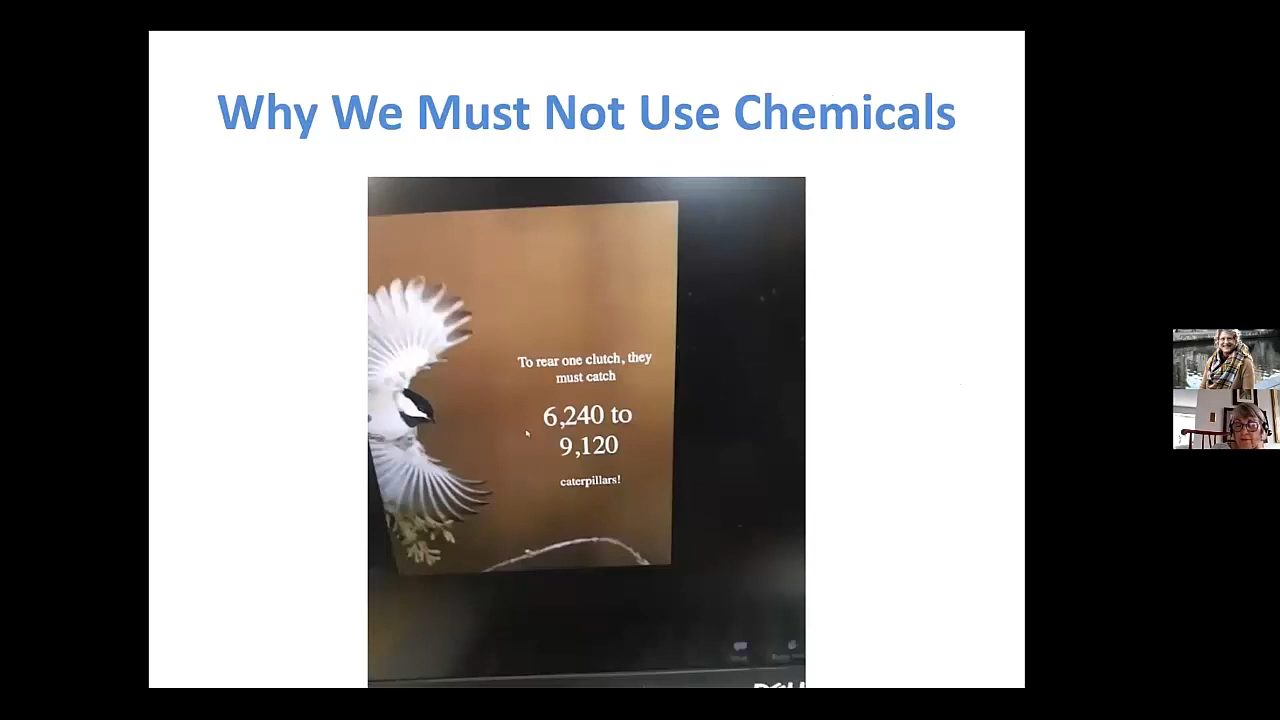 Why We Must Not Use Chemicals
To rear one clutch, they
must catch
6,240 to
9,120
caterpillars!